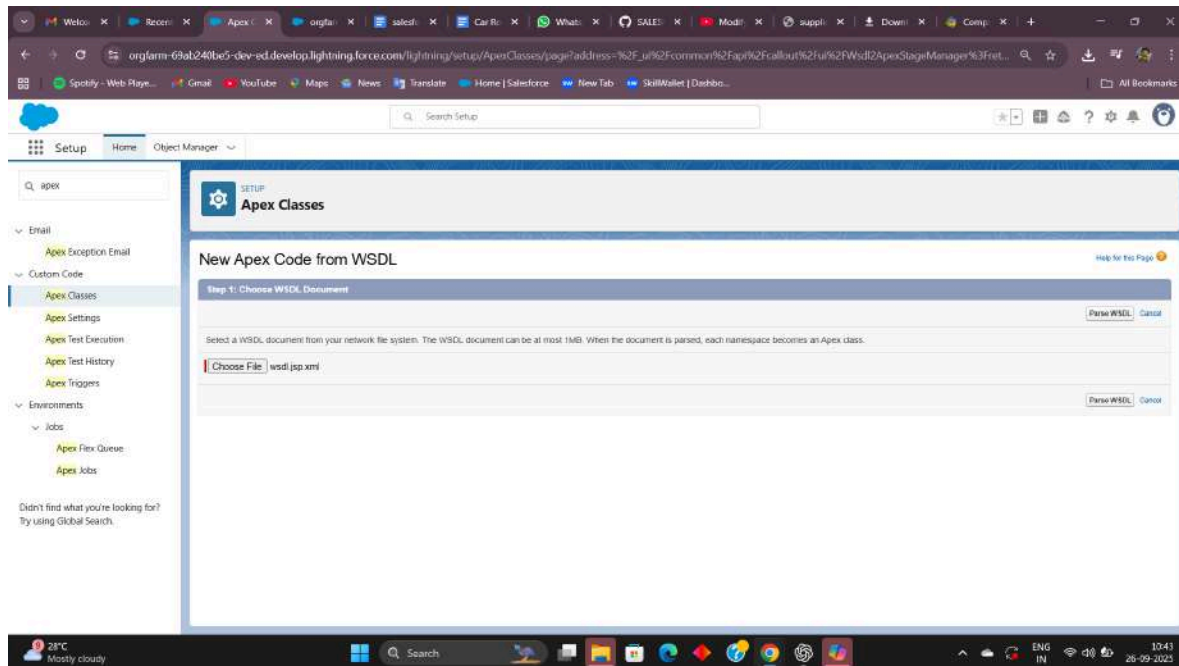 Welco
Recen
Apex C
orgfar
salesf
Car Re
Whats
SALES
Modif
suppli
Downl
Comp
orgfarm-69ab240be5-dev-ed.develop.lightning.force.com/lightning/setup/ApexClasses/page?address=%2F_ui%2Fcommon%2Fapi%2Fcallout%2Fui%2FWsdl2ApexStageManager%3Fret...
Spotify - Web Playe...
Gmail
YouTube
Maps
News
Translate
Home | Salesforce
New Tab
SkillWallet | Dashbo...
All Bookmarks
Search Setup
Setup
Home
Object Manager
apex
SETUP
Apex Classes
Email
Apex Exception Email
Custom Code
Apex Classes
Apex Settings
Apex Test Execution
Apex Test History
Apex Triggers
Environments
Jobs
Apex Flex Queue
Apex Jobs
Didn't find what you're looking for?
Try using Global Search.
New Apex Code from WSDL
Help for this Page
Step 1: Choose WSDL Document
Parse WSDL Cancel
Select a WSDL document from your network file system. The WSDL document can be at most 1MB. When the document is parsed, each namespace becomes an Apex class.
Choose File wsdl.jsp.xml
Parse WSDL Cancel
9
28°C
Mostly cloudy
Search
ENG
IN
10:43
26-09-2025